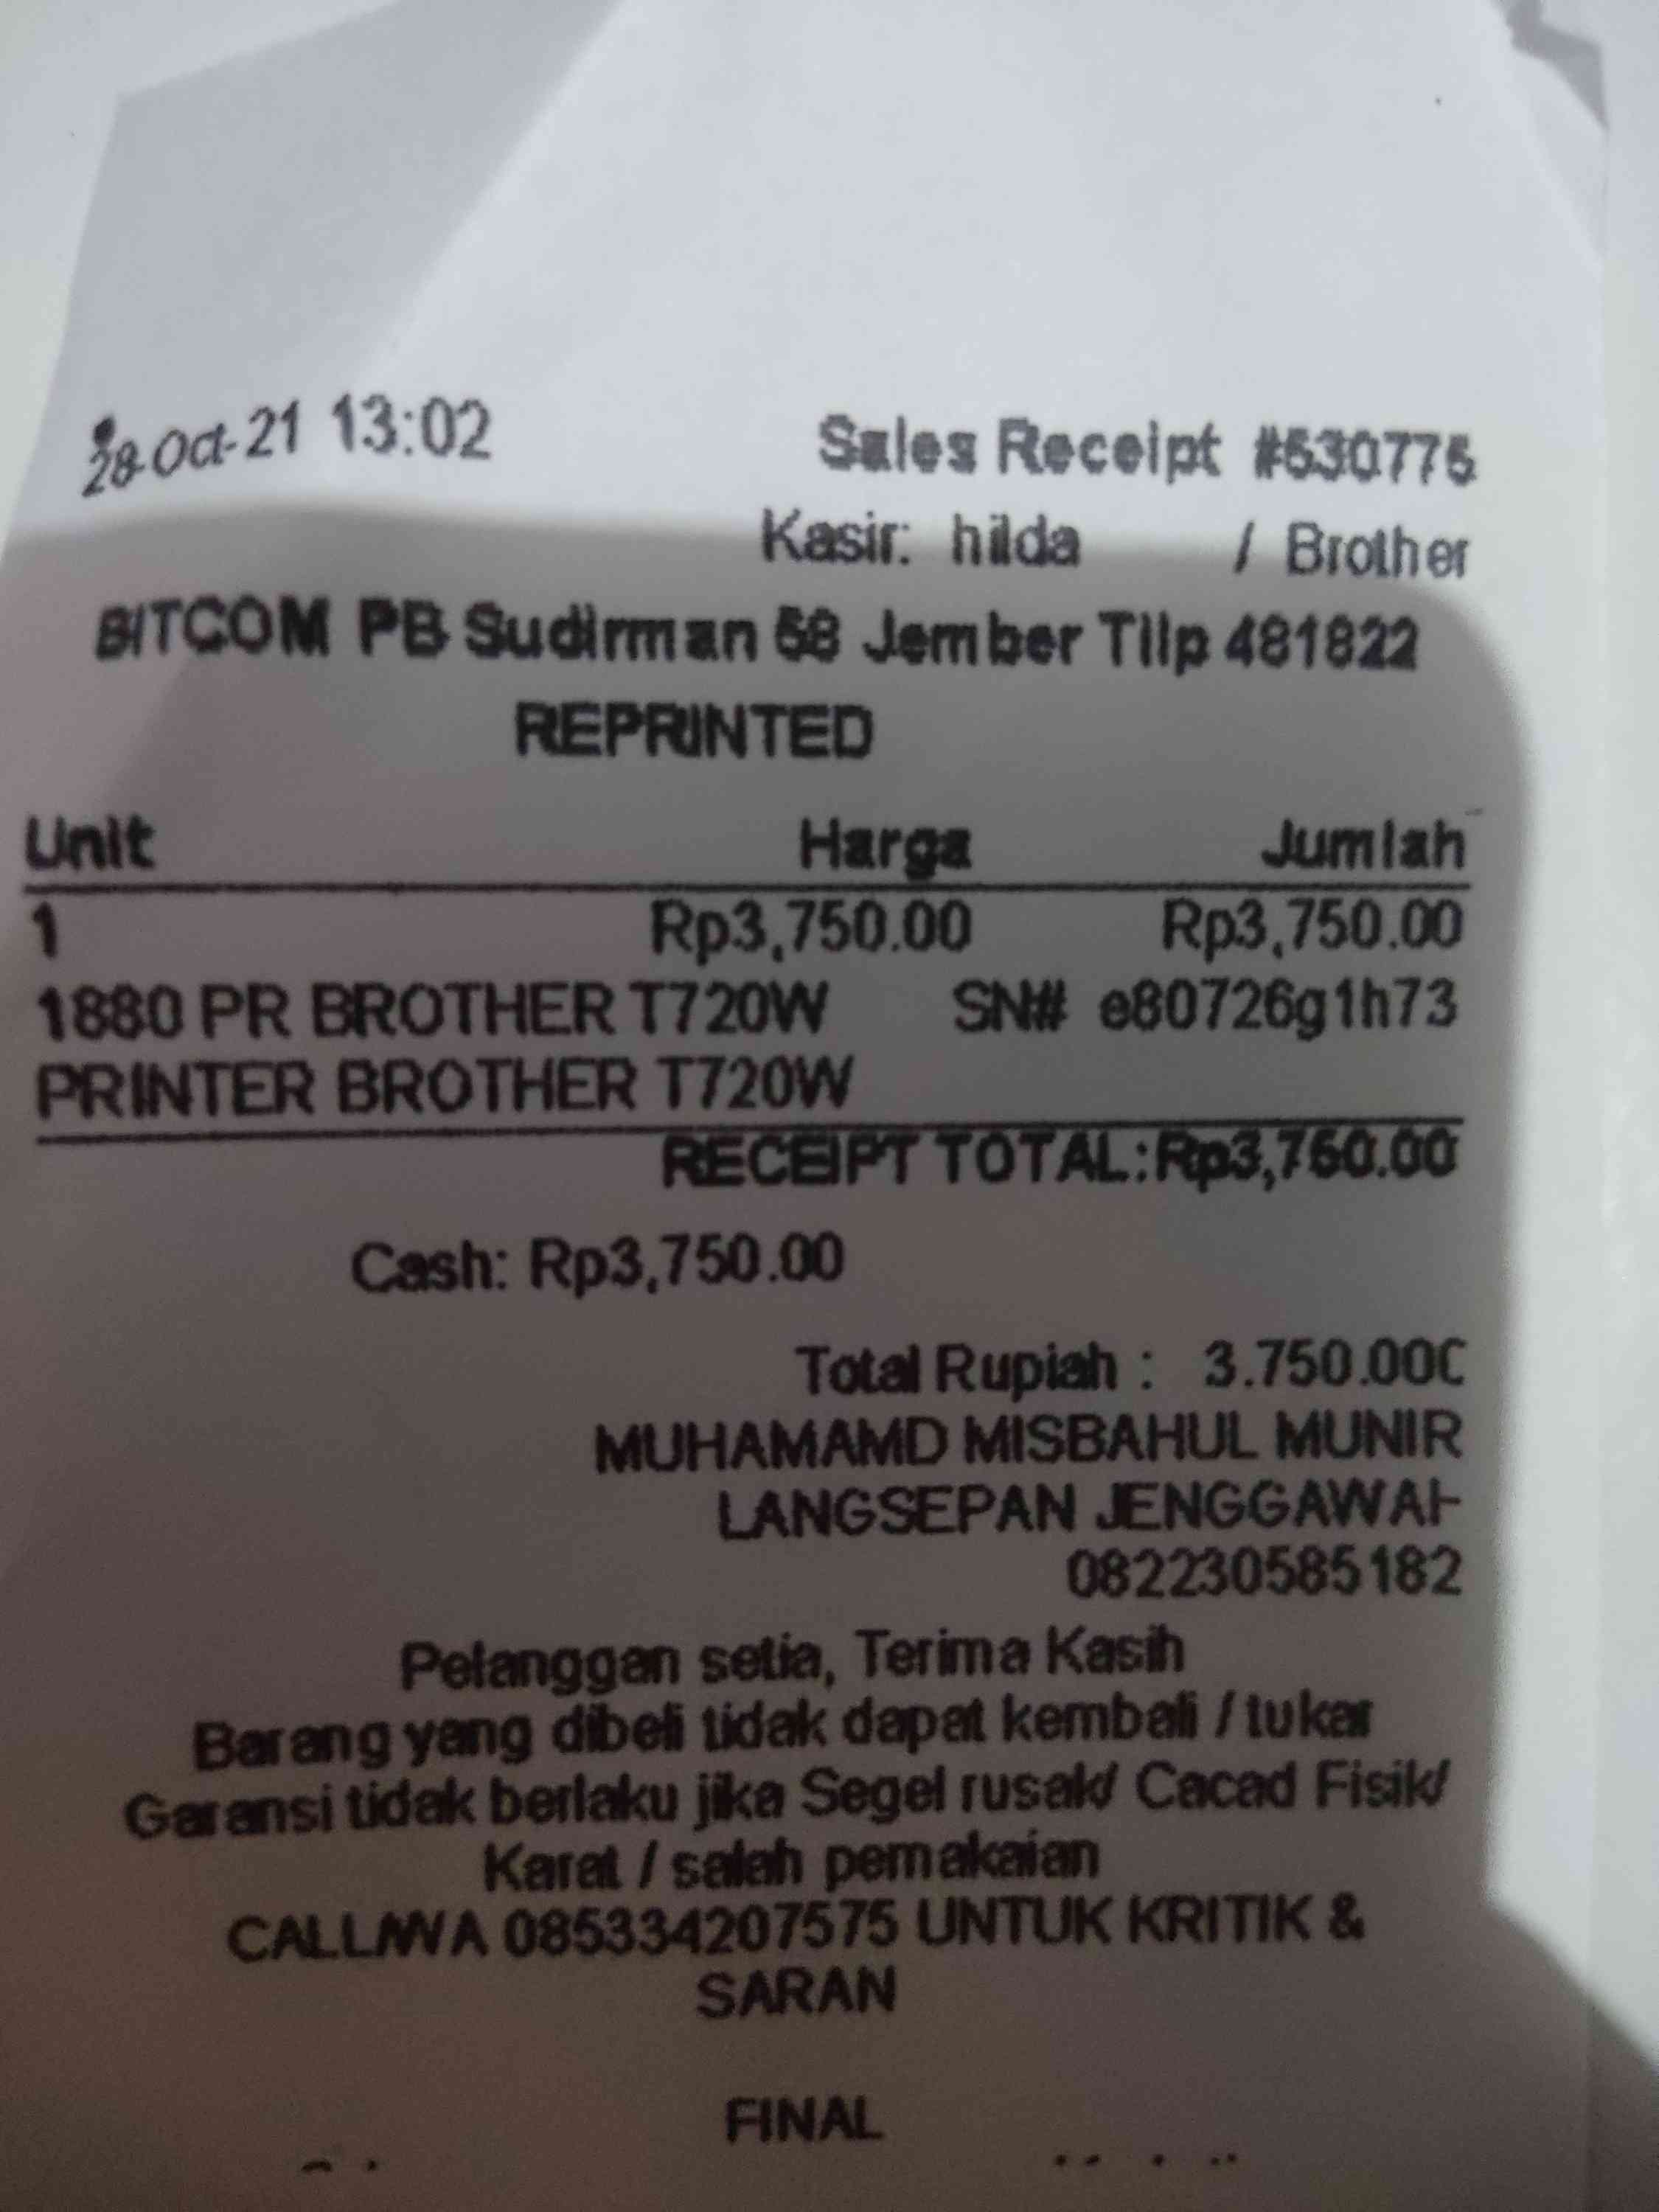 28-Oct-21 13:02
Sales Receipt #530775
Kasir: hilda / Brother
BITCOM PB Sudirman 58 Jember Tllp 481822
REPRINTED
Unit Harga Jumlah
1 Rp3,750.00 Rp3,750.00
1880 PR BROTHER T720W SN# e80726g1h73
PRINTER BROTHER T720W
RECEIPT TOTAL: Rp3,750.00
Cash: Rp3,750.00
Total Rupiah : 3.750.000
MUHAMAMD MISBAHUL MUNIR
LANGSEPAN JENGGAWAH
082230585182
Pelanggan setia, Terima Kasih
Barang yang dibeli tidak dapat kembali / tukar
Garansi tidak berlaku jika Segel rusak/ Cacad Fisik/
Karat / salah pemakaian
CALL/WA 085334207575 UNTUK KRITIK &
SARAN
FINAL